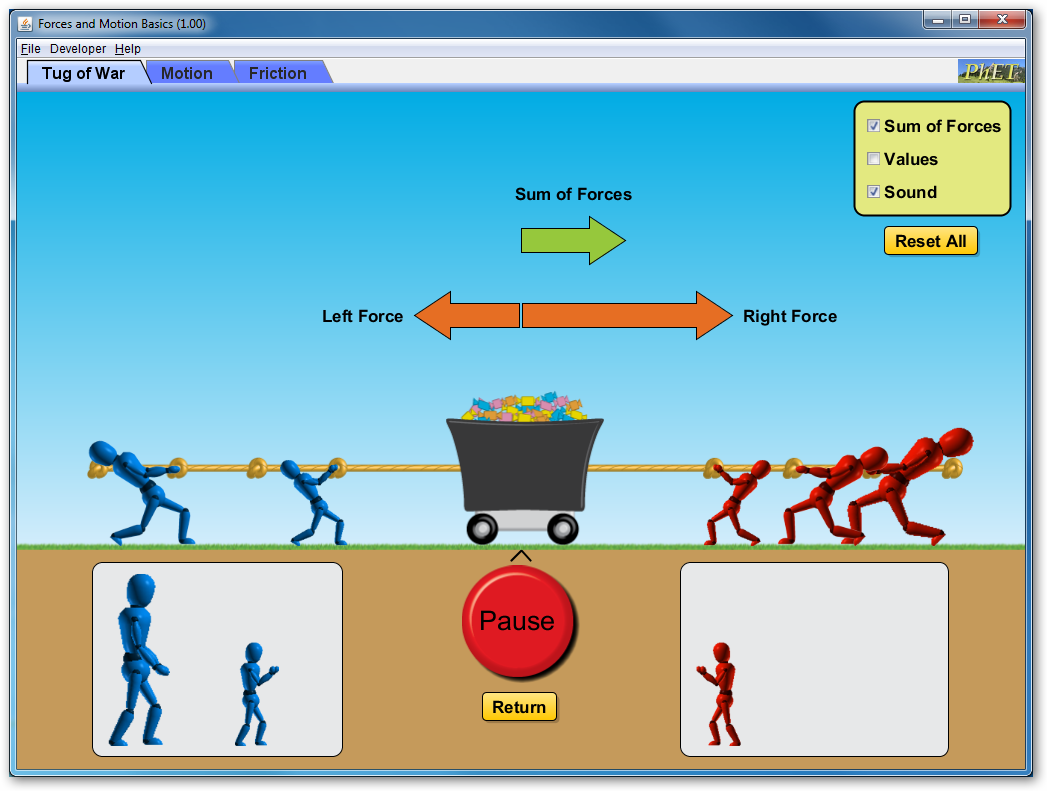 Forces and Motion Basics (1.00)
File Developer Help
Tug of War Motion Friction
PhET
Sum of Forces
Values
Sound
Reset All
Sum of Forces
Left Force
Right Force
Pause
Return